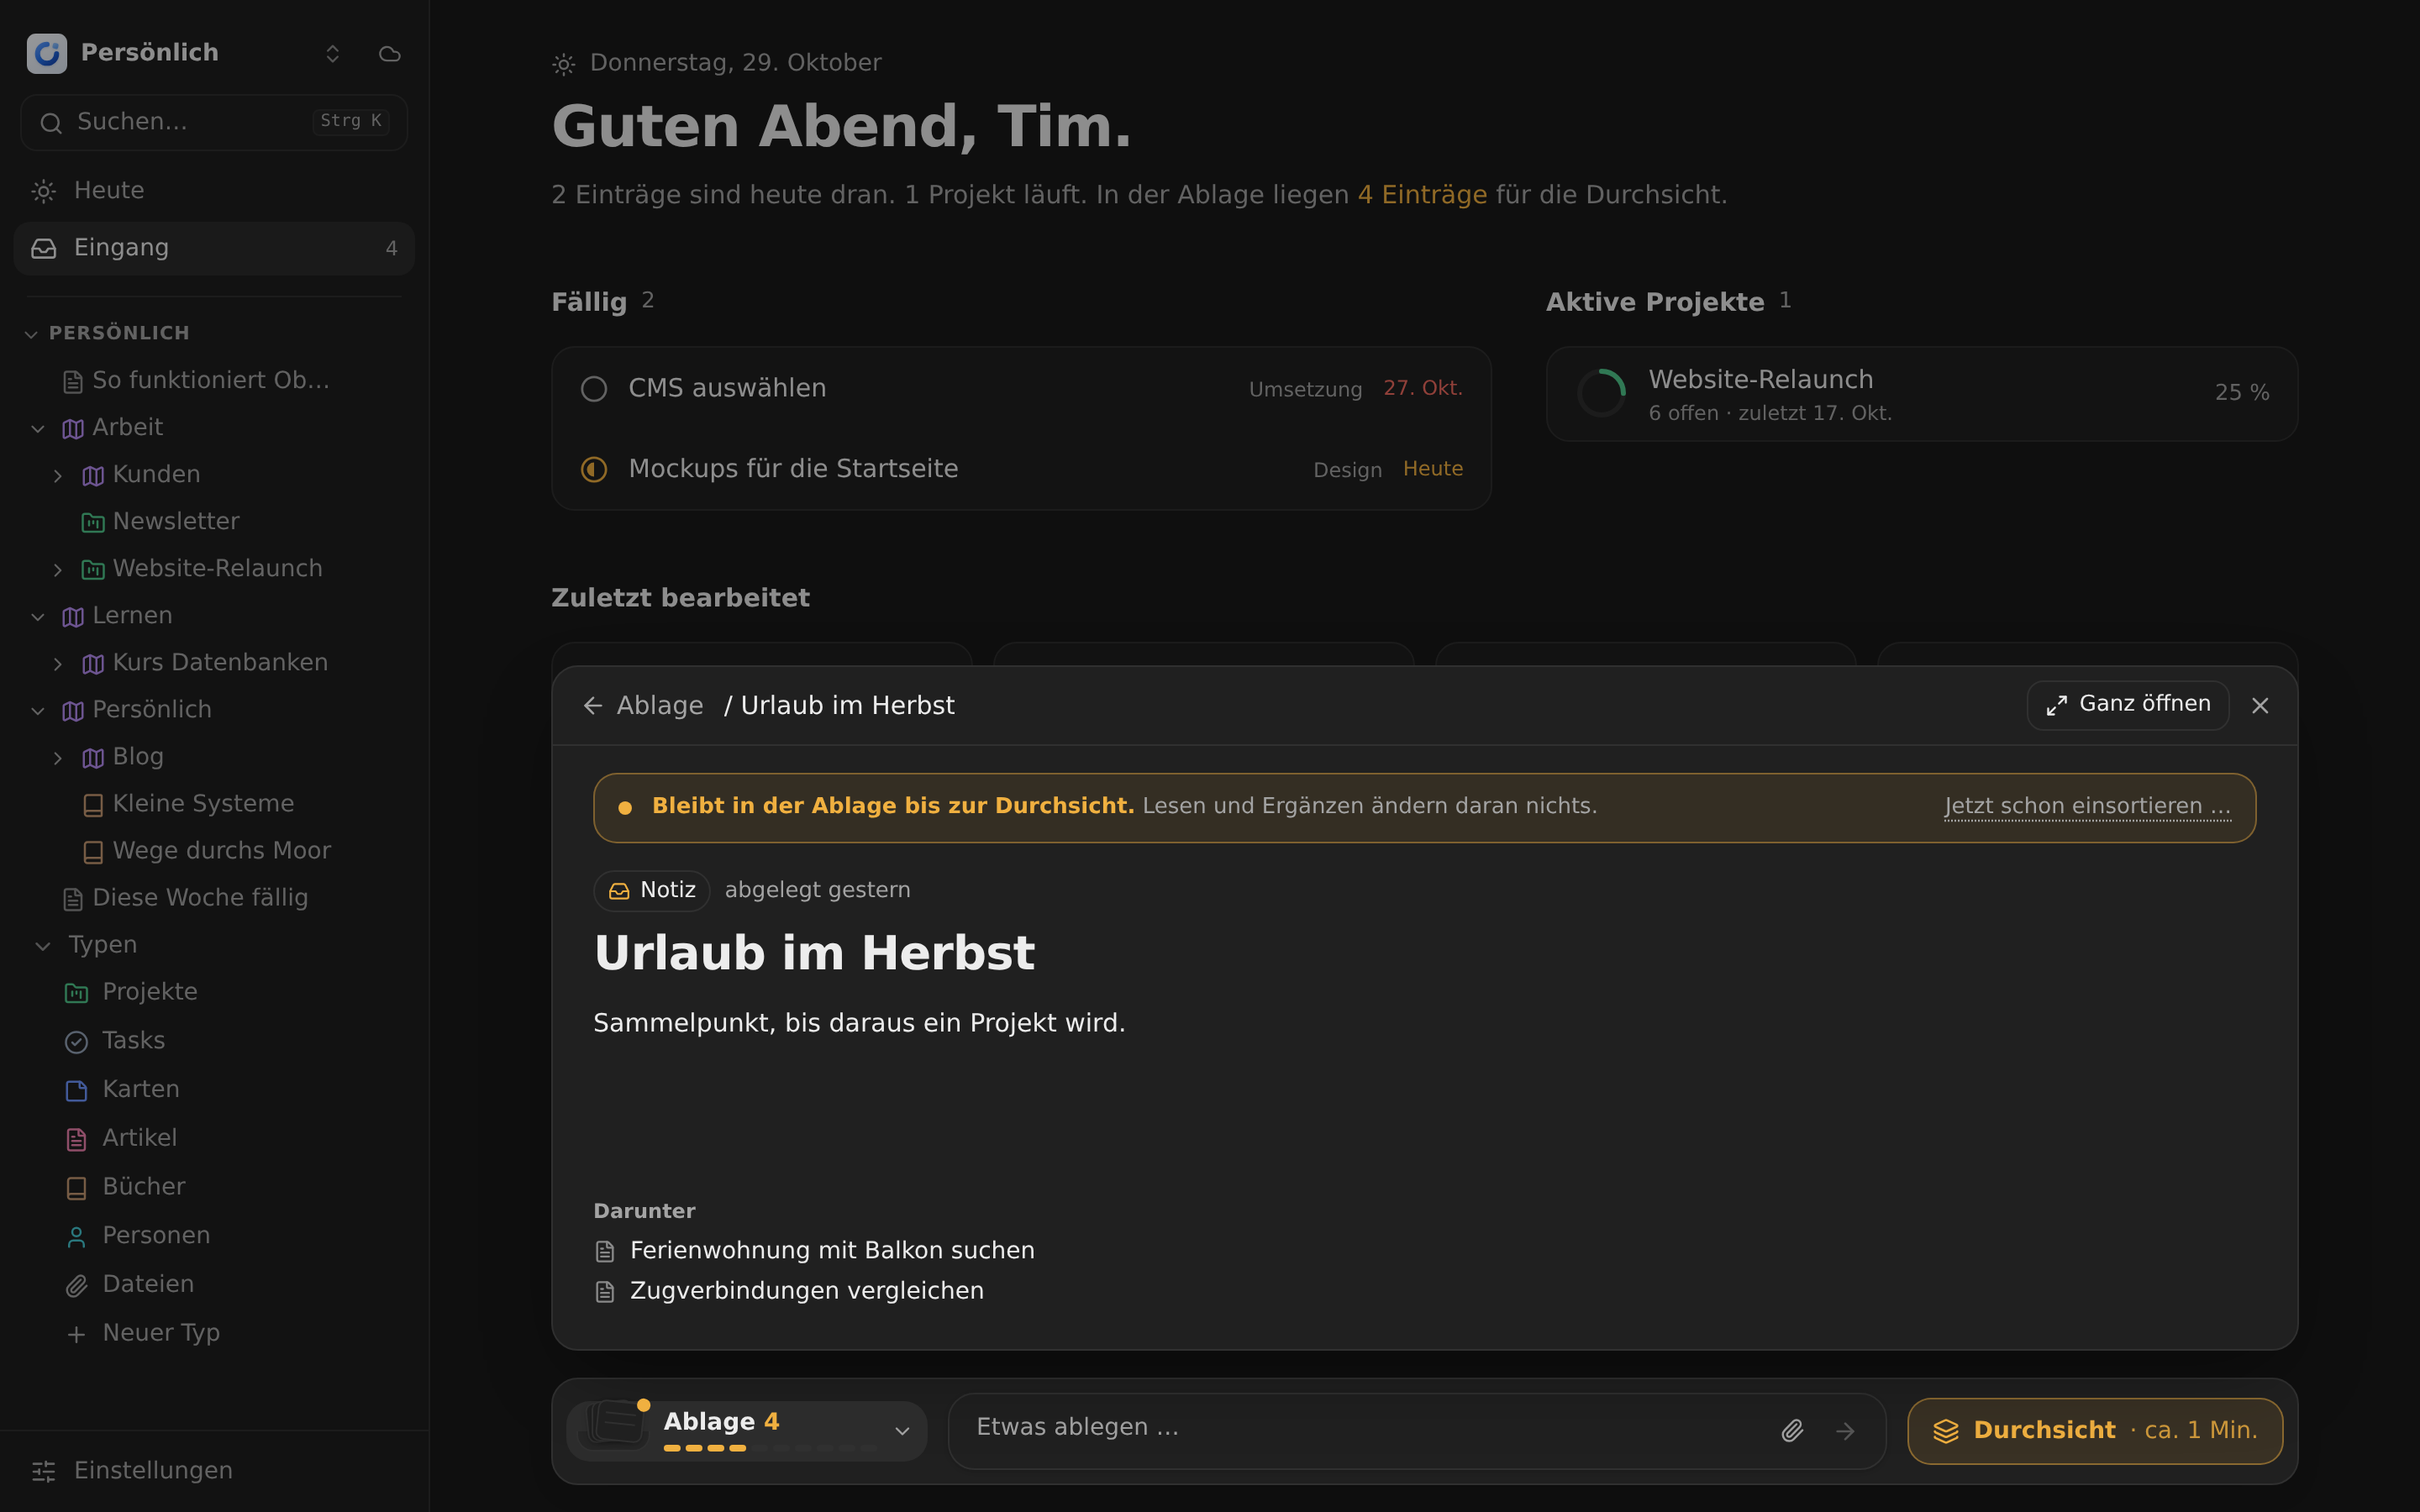 Persönlich
Suchen…
Strg K
Heute
Eingang 4
PERSÖNLICH
So funktioniert Ob…
Arbeit
Kunden
Newsletter
Website-Relaunch
Lernen
Kurs Datenbanken
Persönlich
Blog
Kleine Systeme
Wege durchs Moor
Diese Woche fällig
Typen
Projekte
Tasks
Karten
Artikel
Bücher
Personen
Dateien
Neuer Typ
Einstellungen
Donnerstag, 29. Oktober
Guten Abend, Tim.
2 Einträge sind heute dran. 1 Projekt läuft. In der Ablage liegen 4 Einträge für die Durchsicht.
Fällig 2
CMS auswählen Umsetzung 27. Okt.
Mockups für die Startseite Design Heute
Aktive Projekte 1
Website-Relaunch
6 offen · zuletzt 17. Okt.
25 %
Zuletzt bearbeitet
Ablage / Urlaub im Herbst
Ganz öffnen
Bleibt in der Ablage bis zur Durchsicht. Lesen und Ergänzen ändern daran nichts.
Jetzt schon einsortieren …
Notiz abgelegt gestern
Urlaub im Herbst
Sammelpunkt, bis daraus ein Projekt wird.
Darunter
Ferienwohnung mit Balkon suchen
Zugverbindungen vergleichen
Ablage 4
Etwas ablegen …
Durchsicht · ca. 1 Min.